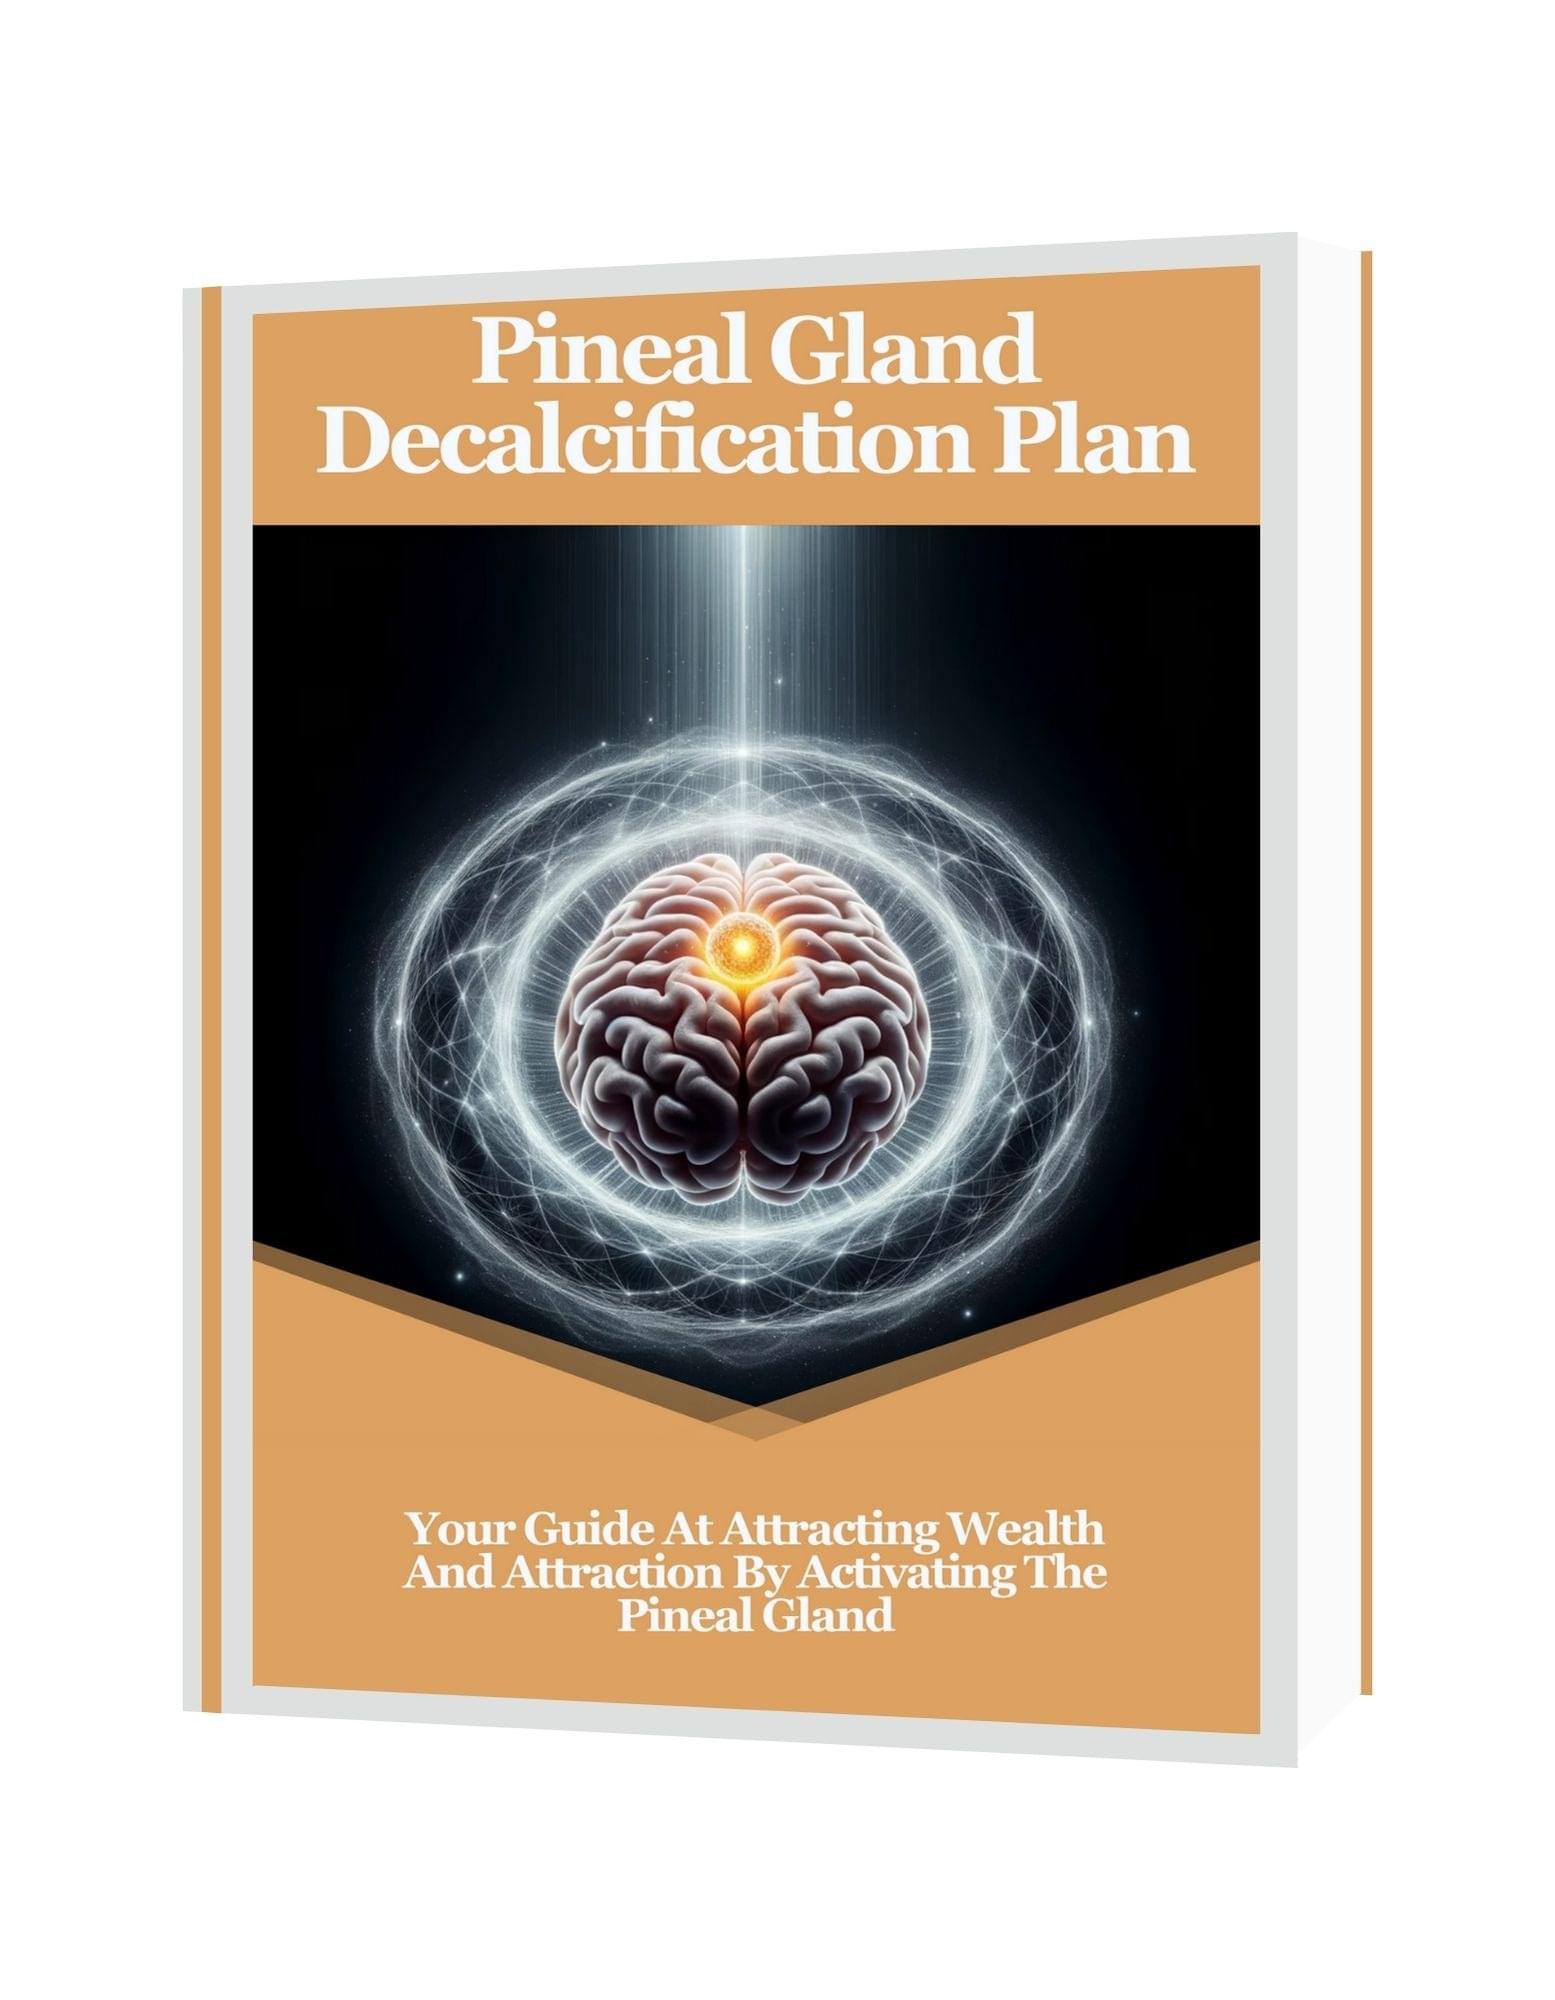 Pineal Gland
Decalcification Plan
Your Guide At Attracting Wealth
And Attraction By Activating The
Pineal Gland